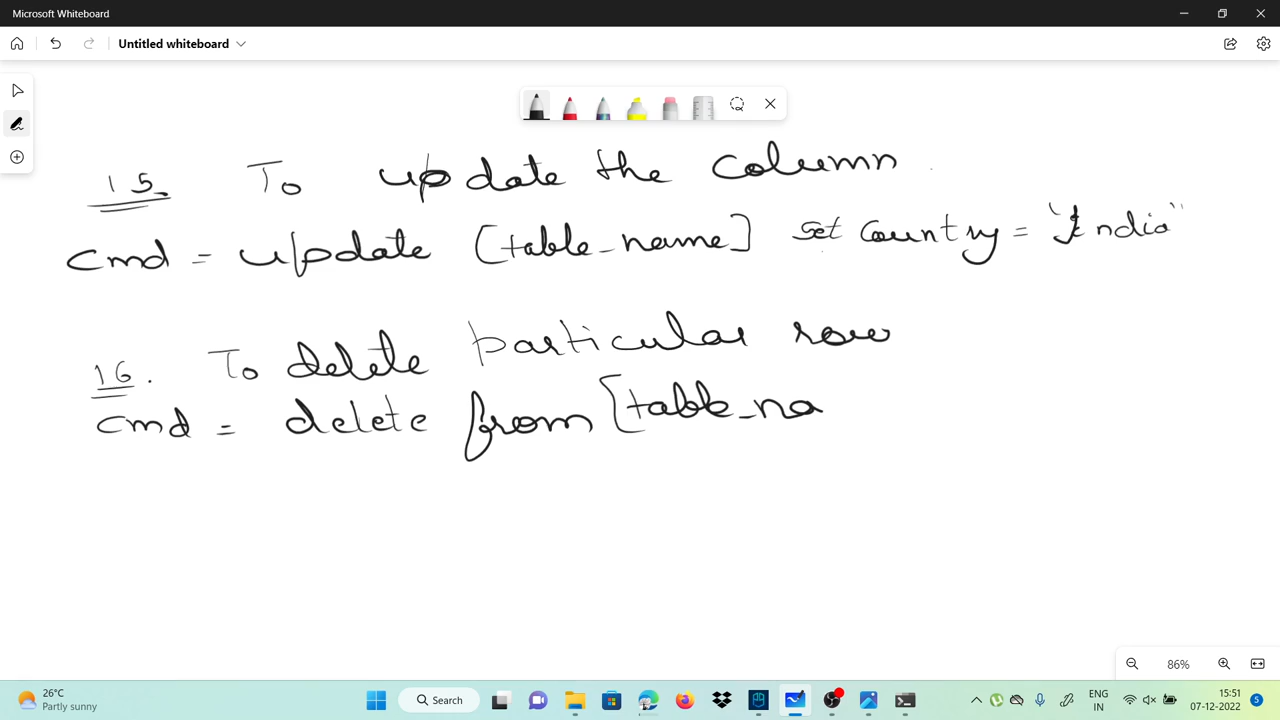 Microsoft Whiteboard
Untitled whiteboard
15. To update the column
cmd = update [table_name] set country = "India"
16. To delete particular row
cmd = delete from [table_na
86%
26°C
Partly sunny
Search
ENG
IN
15:51
07-12-2022
5